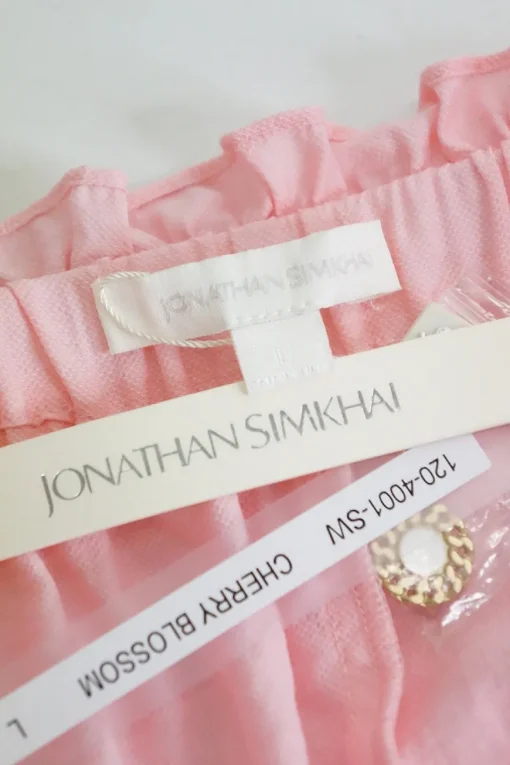 JONATHAN SIMKHAI
L
JONATHAN SIMKHAI
120-4001-SW
CHERRY BLOSSOM
L